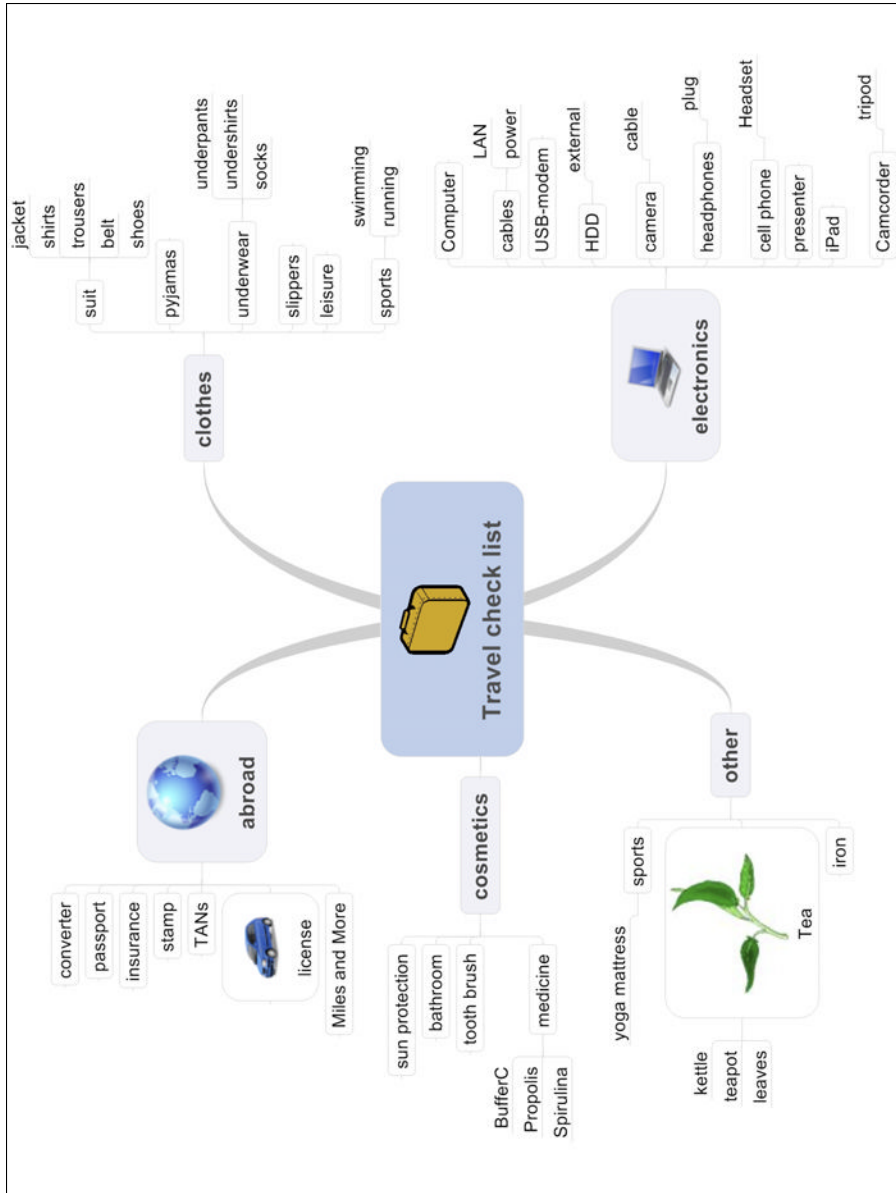 Travel check list
clothes
suit
jacket
shirts
trousers
belt
shoes
pyjamas
underwear
underpants
undershirts
socks
slippers
leisure
sports
swimming
running
electronics
Computer
cables
LAN
power
USB-modem
HDD
external
camera
cable
headphones
plug
cell phone
Headset
presenter
iPad
Camcorder
tripod
other
sports
yoga mattress
Tea
kettle
teapot
leaves
iron
cosmetics
sun protection
bathroom
tooth brush
medicine
BufferC
Propolis
Spirulina
abroad
converter
passport
insurance
stamp
TANs
license
Miles and More